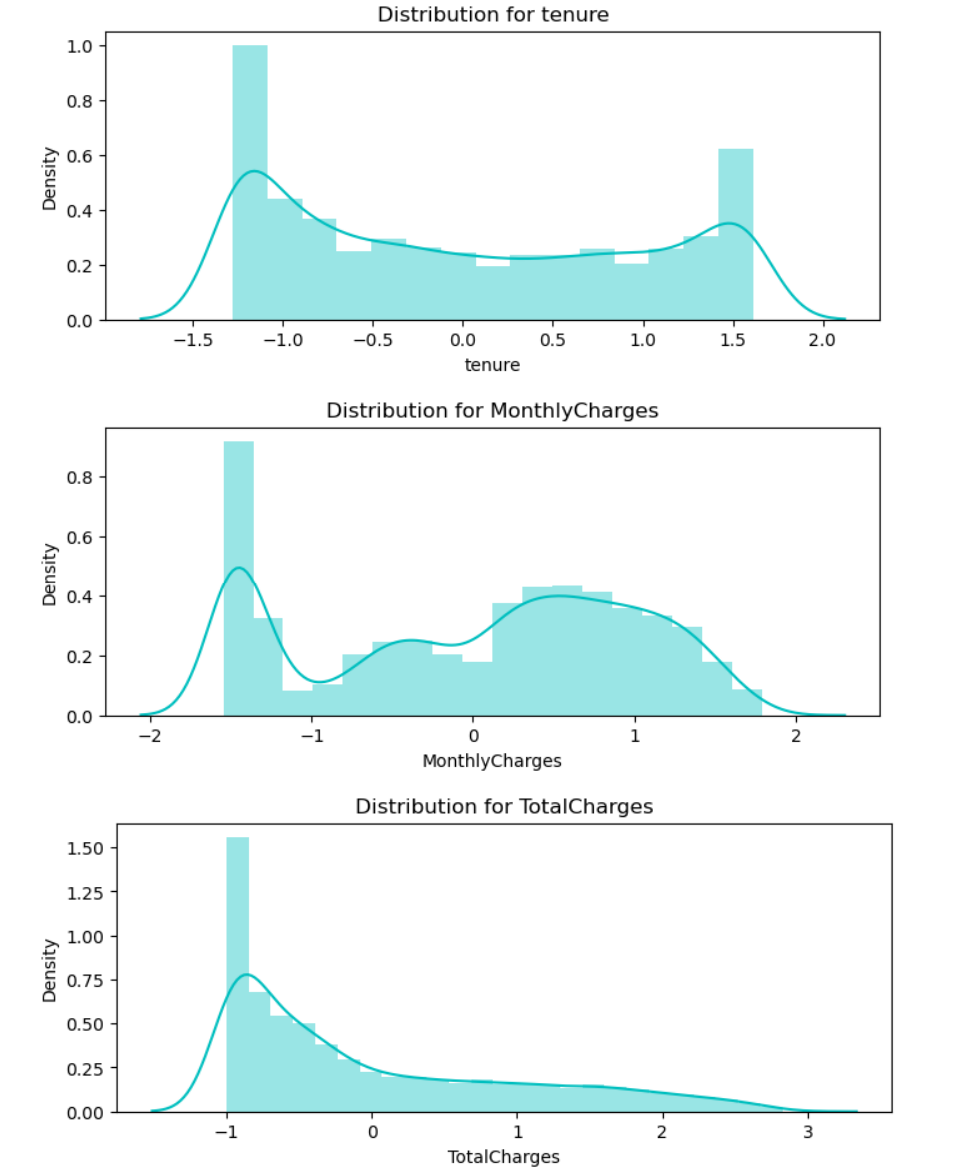 Distribution for tenure
1.0
0.8
0.6
0.4
0.2
0.0
Density
−1.5 −1.0 −0.5 0.0 0.5 1.0 1.5 2.0
tenure
Distribution for MonthlyCharges
0.8
0.6
0.4
0.2
0.0
Density
−2 −1 0 1 2
MonthlyCharges
Distribution for TotalCharges
1.50
1.25
1.00
0.75
0.50
0.25
0.00
Density
−1 0 1 2 3
TotalCharges